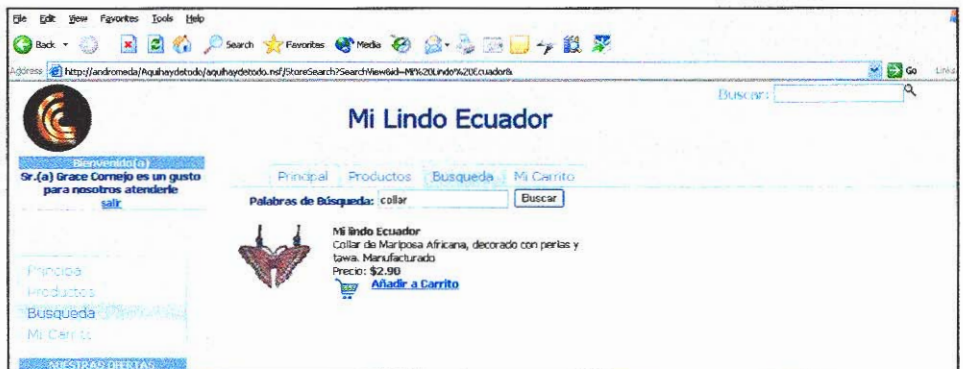 File Edit View Favorites Tools Help
Back Search Favorites Media
Address http://andromeda/Aquihaydetodo/aquihaydetodo.nsf/StoreSearch?SearchView&id=Mi%20Lindo%20Ecuador& Go Links
Buscar:
Mi Lindo Ecuador
Bienvenido(a)
Sr.(a) Grace Cornejo es un gusto
para nosotros atenderle
salir
Principal Productos Busqueda Mi Carrito
Palabras de Búsqueda: collar Buscar
Mi lindo Ecuador
Collar de Mariposa Africana, decorado con perlas y
tawa. Manufacturado
Precio: $2.90
Añadir a Carrito
Principal
Productos
Busqueda
Mi Carrito
NUESTRAS OFERTAS